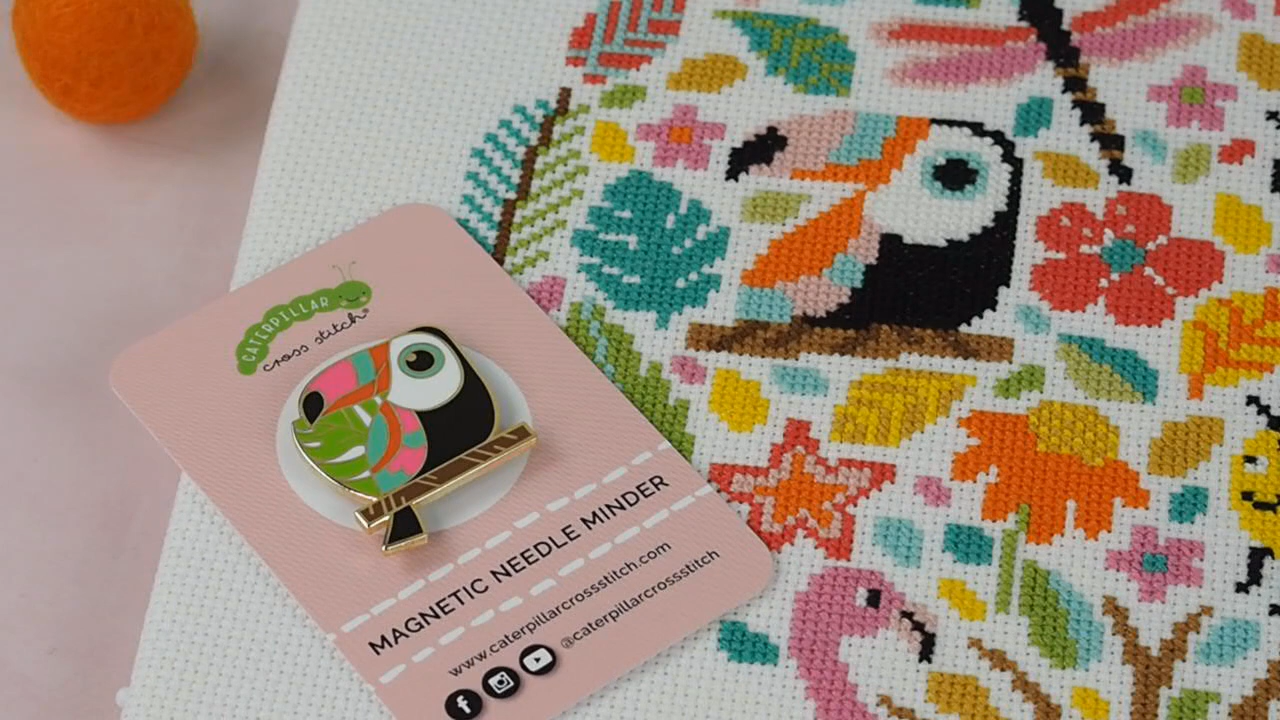 CATERPILLAR
cross stitch®
MAGNETIC NEEDLE MINDER
www.caterpillarcrossstitch.com
@caterpillarcrossstitch